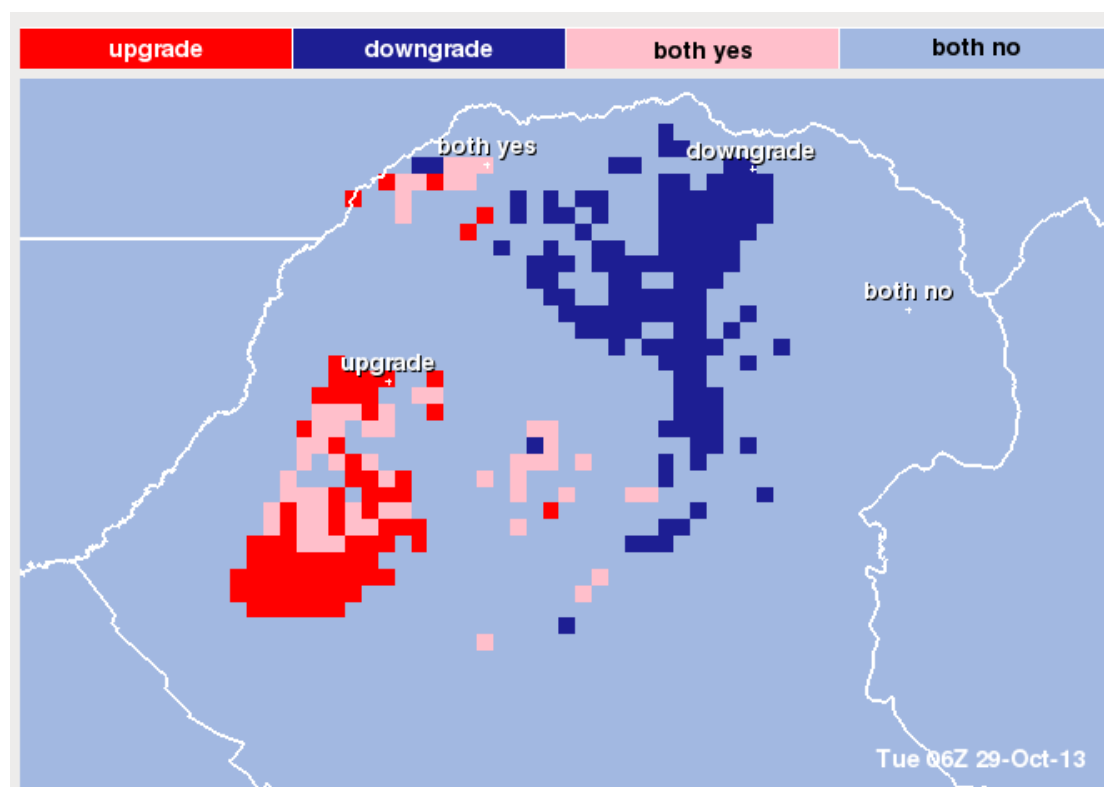 upgrade downgrade both yes both no
both yes
downgrade
both no
upgrade
Tue 06Z 29-Oct-13